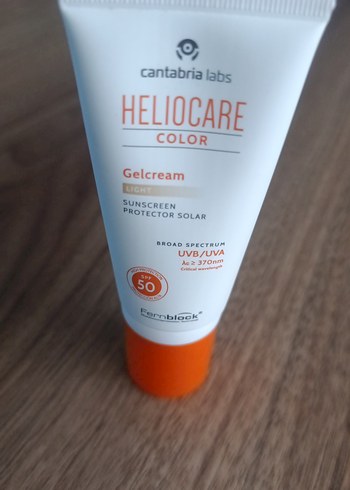 cantabria labs
HELIOCARE
COLOR
Gelcream
LIGHT
SUNSCREEN
PROTECTOR SOLAR
BROAD SPECTRUM
UVB/UVA
λc ≥ 370nm
Critical wavelength
SPF
50
Fernblock®